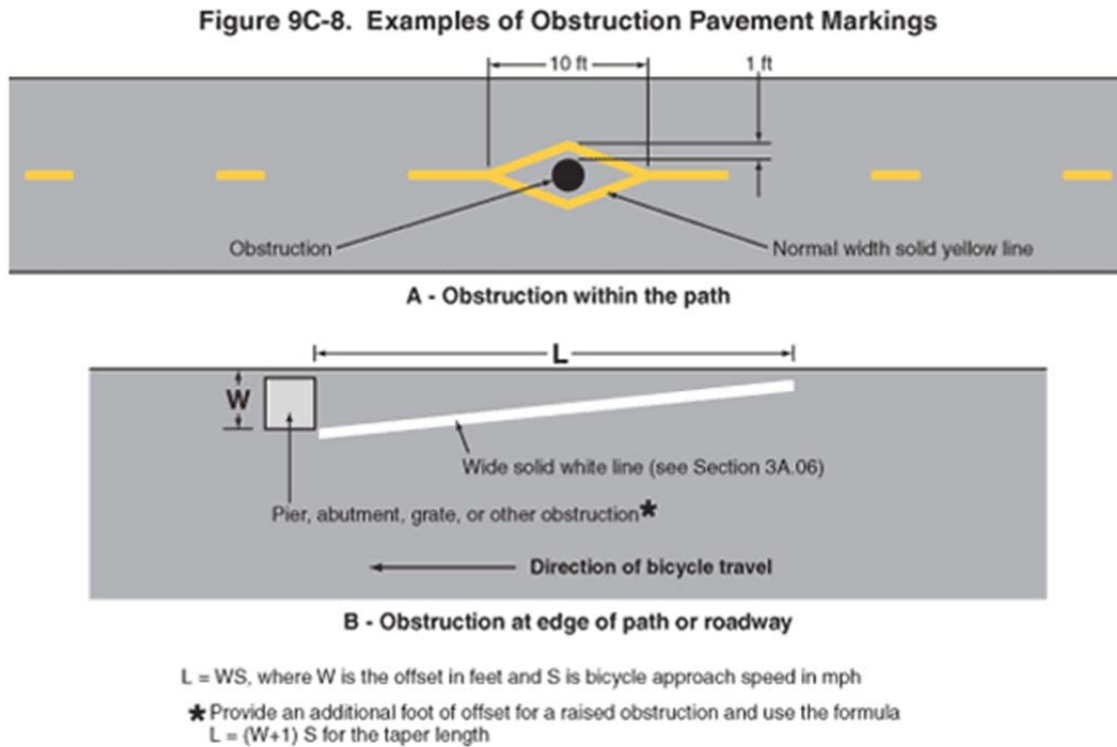 Figure 9C-8. Examples of Obstruction Pavement Markings
10 ft
1 ft
Obstruction
Normal width solid yellow line
A - Obstruction within the path
L
W
Wide solid white line (see Section 3A.06)
Pier, abutment, grate, or other obstruction*
Direction of bicycle travel
B - Obstruction at edge of path or roadway
L = WS, where W is the offset in feet and S is bicycle approach speed in mph
* Provide an additional foot of offset for a raised obstruction and use the formula
L = (W+1) S for the taper length